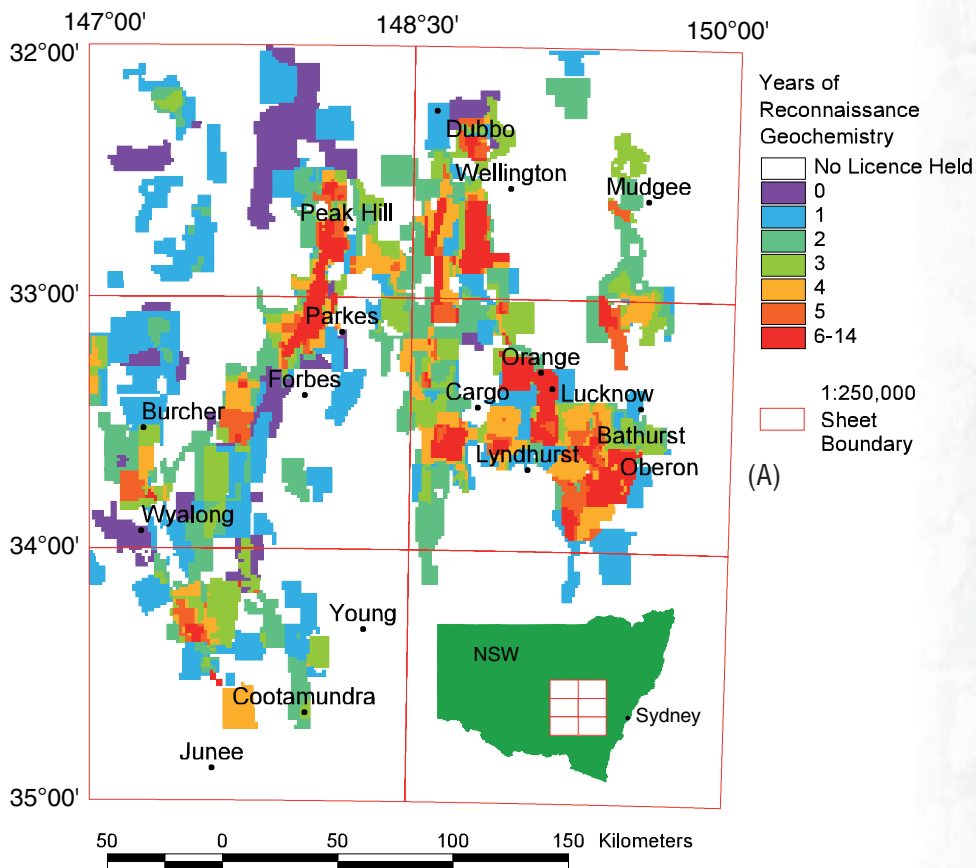 147°00'
148°30'
150°00'
32°00'
33°00'
34°00'
35°00'
Dubbo
Wellington
Mudgee
Peak Hill
Parkes
Orange
Forbes
Cargo
Lucknow
Burcher
Bathurst
Lyndhurst
Oberon
Wyalong
Young
Cootamundra
Junee
NSW
Sydney
Years of
Reconnaissance
Geochemistry
No Licence Held
0
1
2
3
4
5
6-14
1:250,000
Sheet
Boundary
(A)
50 0 50 100 150 Kilometers